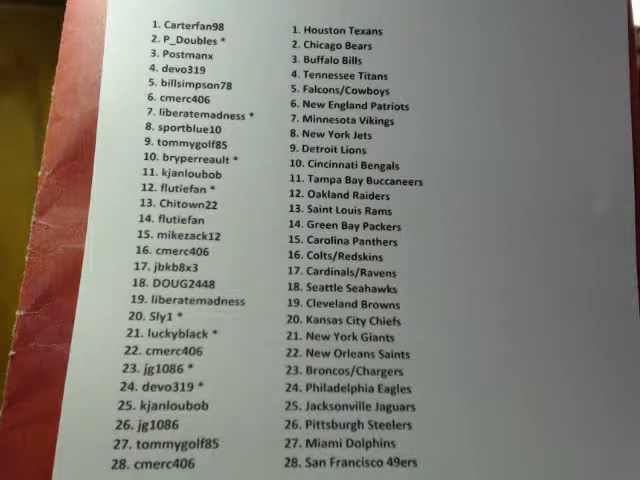 1. Carterfan98
2. P_Doubles *
3. Postmanx
4. devo319
5. billsimpson78
6. cmerc406
7. liberatemadness *
8. sportblue10
9. tommygolf85
10. bryperreault *
11. kjanloubob
12. flutiefan *
13. Chitown22
14. flutiefan
15. mikezack12
16. cmerc406
17. jbkb8x3
18. DOUG2448
19. liberatemadness
20. Sly1 *
21. luckyblack *
22. cmerc406
23. jg1086 *
24. devo319 *
25. kjanloubob
26. jg1086
27. tommygolf85
28. cmerc406
1. Houston Texans
2. Chicago Bears
3. Buffalo Bills
4. Tennessee Titans
5. Falcons/Cowboys
6. New England Patriots
7. Minnesota Vikings
8. New York Jets
9. Detroit Lions
10. Cincinnati Bengals
11. Tampa Bay Buccaneers
12. Oakland Raiders
13. Saint Louis Rams
14. Green Bay Packers
15. Carolina Panthers
16. Colts/Redskins
17. Cardinals/Ravens
18. Seattle Seahawks
19. Cleveland Browns
20. Kansas City Chiefs
21. New York Giants
22. New Orleans Saints
23. Broncos/Chargers
24. Philadelphia Eagles
25. Jacksonville Jaguars
26. Pittsburgh Steelers
27. Miami Dolphins
28. San Francisco 49ers